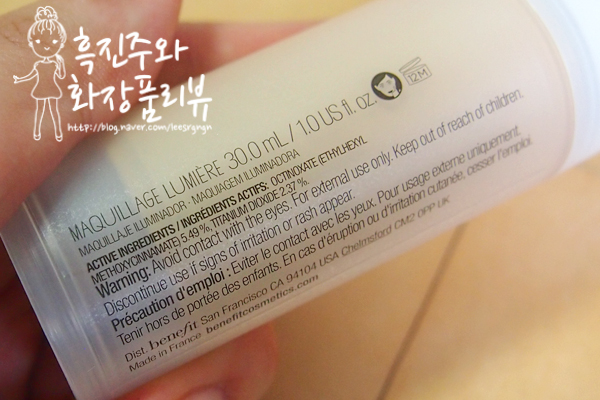 흑진주와
화장품리뷰
http://blog.naver.com/leesrgngn
MAQUILLAGE LUMIÈRE 30.0 mL / 1.0 US fl. oz.
12M
MAQUILLAJE ILUMINADOR · MAQUIAGEM ILUMINADORA
ACTIVE INGREDIENTS / INGRÉDIENTS ACTIFS: OCTINOXATE (ETHYLHEXYL
METHOXYCINNAMATE) 5.49 %, TITANIUM DIOXIDE 2.37 %.
Warning: Avoid contact with the eyes. For external use only. Keep out of reach of children.
Discontinue use if signs of irritation or rash appear.
Précaution d'emploi : Eviter le contact avec les yeux. Pour usage externe uniquement.
Tenir hors de portée des enfants. En cas d'éruption ou d'irritation cutanée, cesser l'emploi.
Dist. benefit San Francisco CA 94104 USA Chelmsford CM2 0PP UK
Made in France benefitcosmetics.com